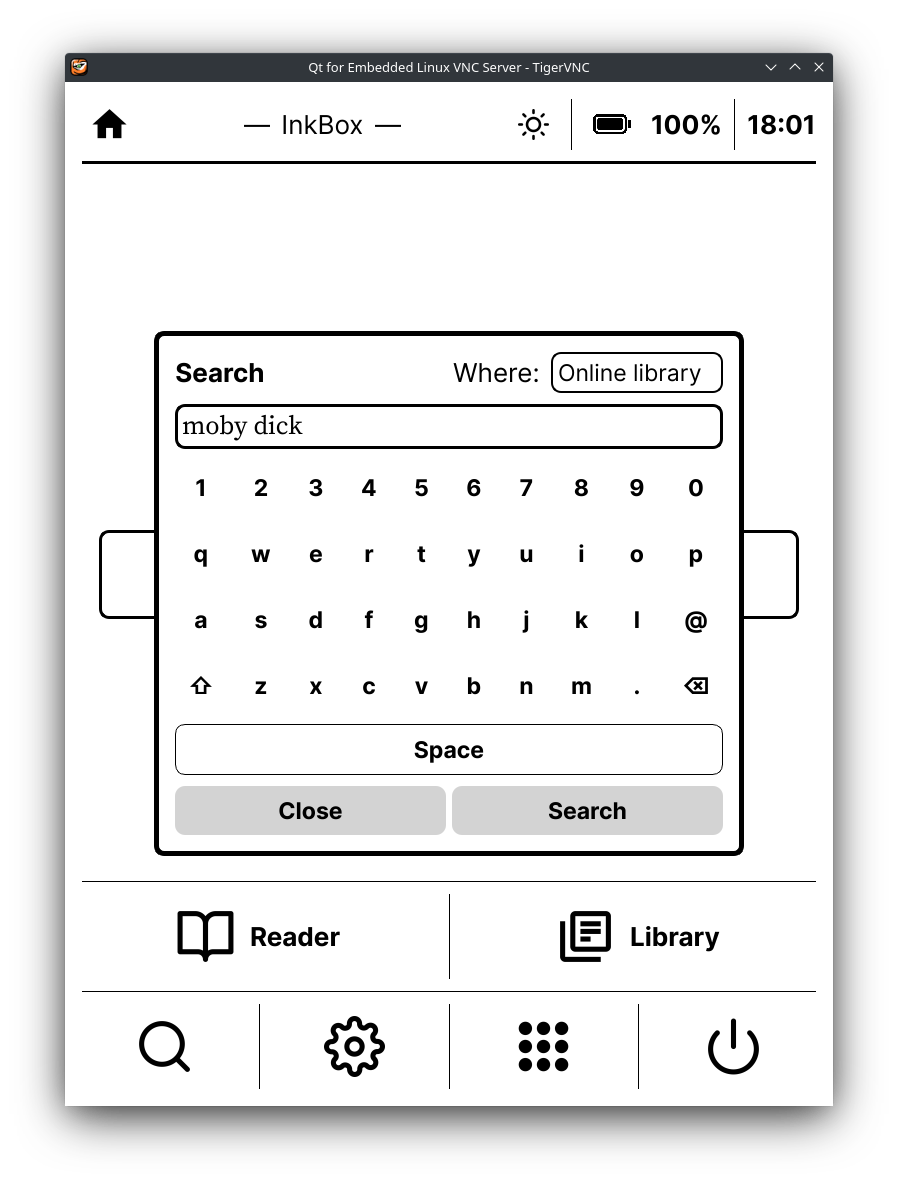 Qt for Embedded Linux VNC Server - TigerVNC
— InkBox — 100% 18:01
Search Where: Online library
moby dick
1 2 3 4 5 6 7 8 9 0
q w e r t y u i o p
a s d f g h j k l @
z x c v b n m .
Space
Close Search
Reader Library